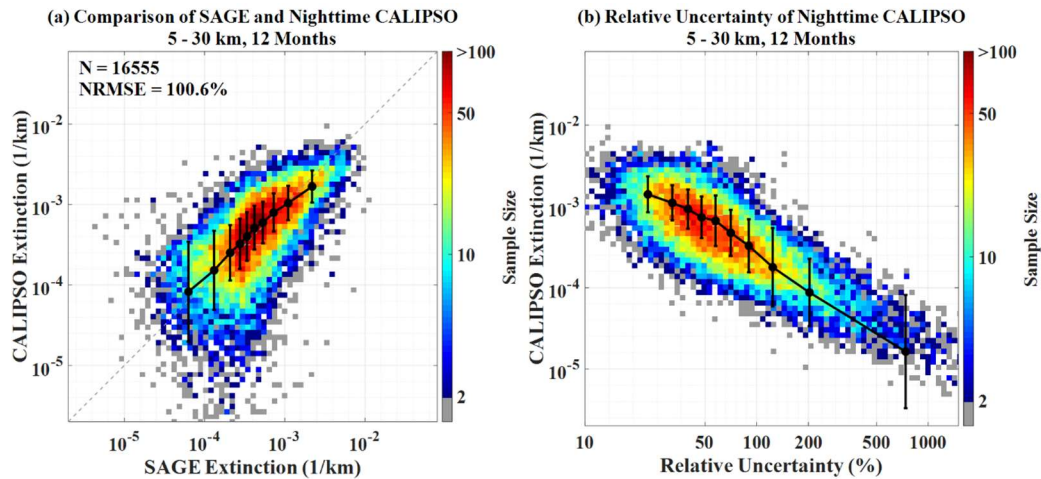 (a) Comparison of SAGE and Nighttime CALIPSO
5 - 30 km, 12 Months
N = 16555
NRMSE = 100.6%
CALIPSO Extinction (1/km)
10^-2
10^-3
10^-4
10^-5
10^-5
10^-4
10^-3
10^-2
SAGE Extinction (1/km)
>100
50
10
2
Sample Size
(b) Relative Uncertainty of Nighttime CALIPSO
5 - 30 km, 12 Months
CALIPSO Extinction (1/km)
10^-2
10^-3
10^-4
10^-5
10
50
100
200
500
1000
Relative Uncertainty (%)
>100
50
10
2
Sample Size